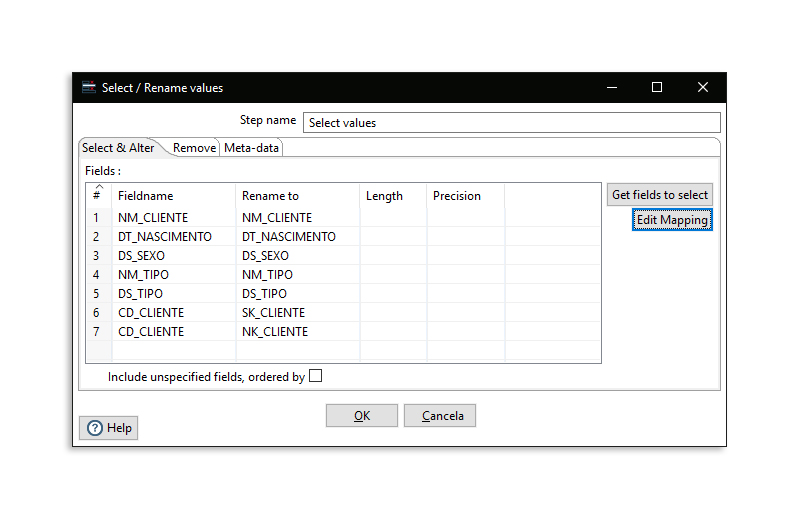 Select / Rename values
Step name Select values
Select & Alter Remove Meta-data
Fields :
# Fieldname Rename to Length Precision
Get fields to select
Edit Mapping
1 NM_CLIENTE NM_CLIENTE
2 DT_NASCIMENTO DT_NASCIMENTO
3 DS_SEXO DS_SEXO
4 NM_TIPO NM_TIPO
5 DS_TIPO DS_TIPO
6 CD_CLIENTE SK_CLIENTE
7 CD_CLIENTE NK_CLIENTE
Include unspecified fields, ordered by
OK Cancela
? Help